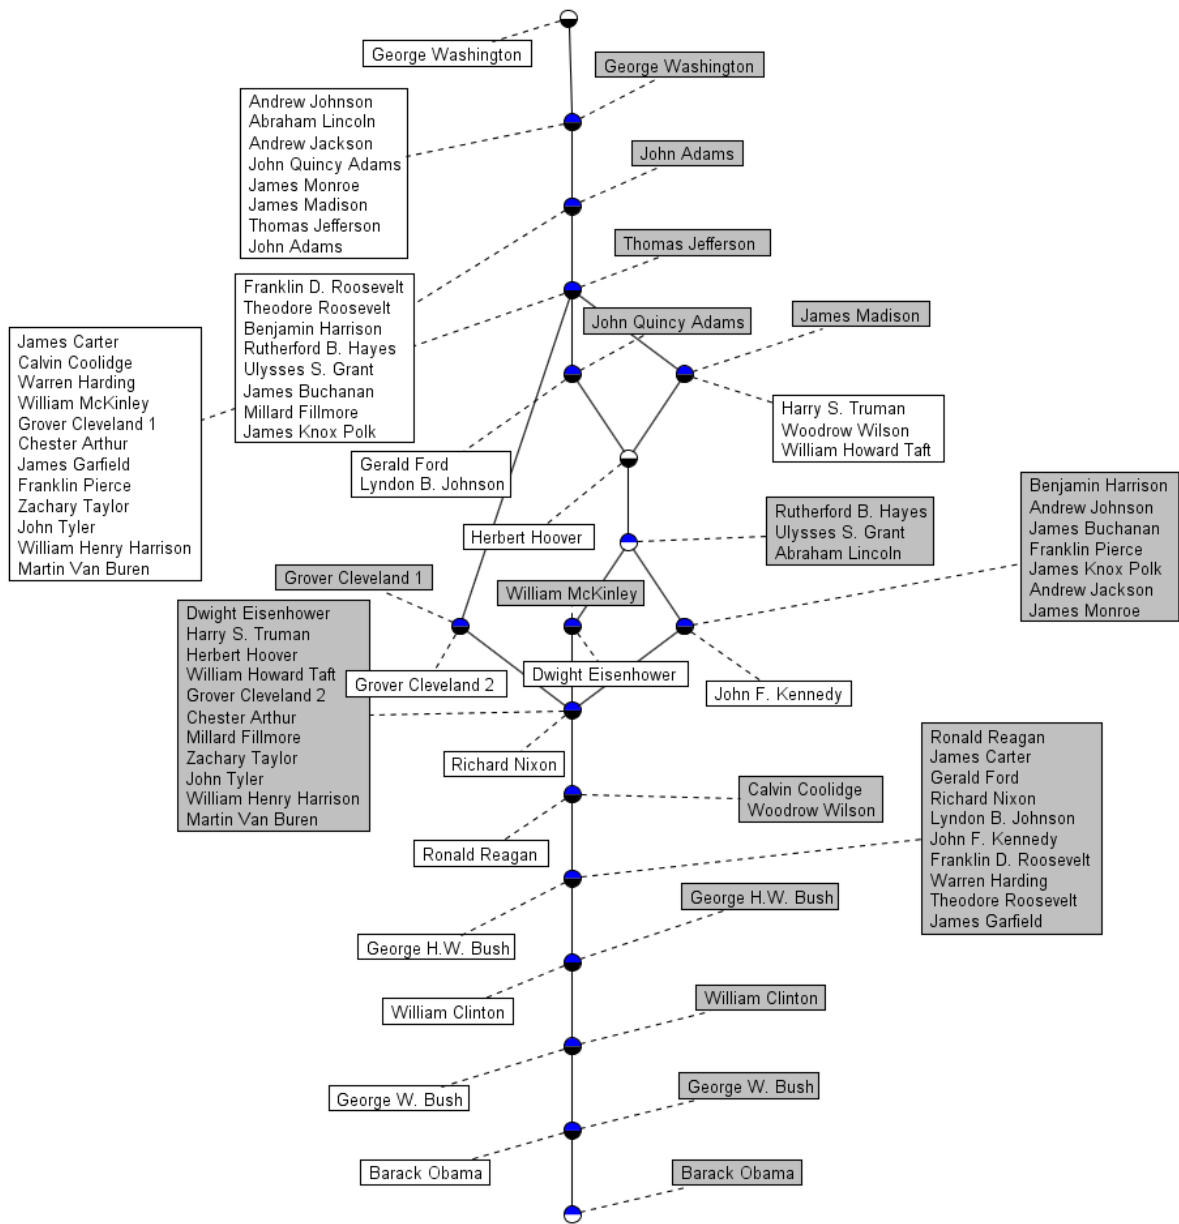 George Washington
George Washington
Andrew Johnson
Abraham Lincoln
Andrew Jackson
John Quincy Adams
James Monroe
James Madison
Thomas Jefferson
John Adams
John Adams
Thomas Jefferson
Franklin D. Roosevelt
Theodore Roosevelt
Benjamin Harrison
Rutherford B. Hayes
Ulysses S. Grant
James Buchanan
Millard Fillmore
James Knox Polk
John Quincy Adams
James Madison
James Carter
Calvin Coolidge
Warren Harding
William McKinley
Grover Cleveland 1
Chester Arthur
James Garfield
Franklin Pierce
Zachary Taylor
John Tyler
William Henry Harrison
Martin Van Buren
Harry S. Truman
Woodrow Wilson
William Howard Taft
Gerald Ford
Lyndon B. Johnson
Herbert Hoover
Rutherford B. Hayes
Ulysses S. Grant
Abraham Lincoln
Benjamin Harrison
Andrew Johnson
James Buchanan
Franklin Pierce
James Knox Polk
Andrew Jackson
James Monroe
Grover Cleveland 1
William McKinley
Dwight Eisenhower
Harry S. Truman
Herbert Hoover
William Howard Taft
Grover Cleveland 2
Chester Arthur
Millard Fillmore
Zachary Taylor
John Tyler
William Henry Harrison
Martin Van Buren
Grover Cleveland 2
Dwight Eisenhower
John F. Kennedy
Richard Nixon
Calvin Coolidge
Woodrow Wilson
Ronald Reagan
Ronald Reagan
James Carter
Gerald Ford
Richard Nixon
Lyndon B. Johnson
John F. Kennedy
Franklin D. Roosevelt
Warren Harding
Theodore Roosevelt
James Garfield
George H.W. Bush
George H.W. Bush
William Clinton
William Clinton
George W. Bush
George W. Bush
Barack Obama
Barack Obama